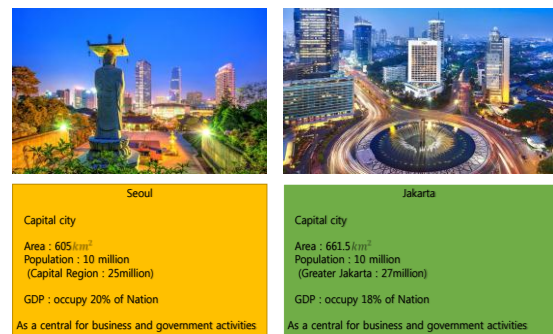 Seoul
Capital city
Area : 605km²
Population : 10 million
(Capital Region : 25million)
GDP : occupy 20% of Nation
As a central for business and government activities
Jakarta
Capital city
Area : 661.5km²
Population : 10 million
(Greater Jakarta : 27million)
GDP : occupy 18% of Nation
As a central for business and government activities